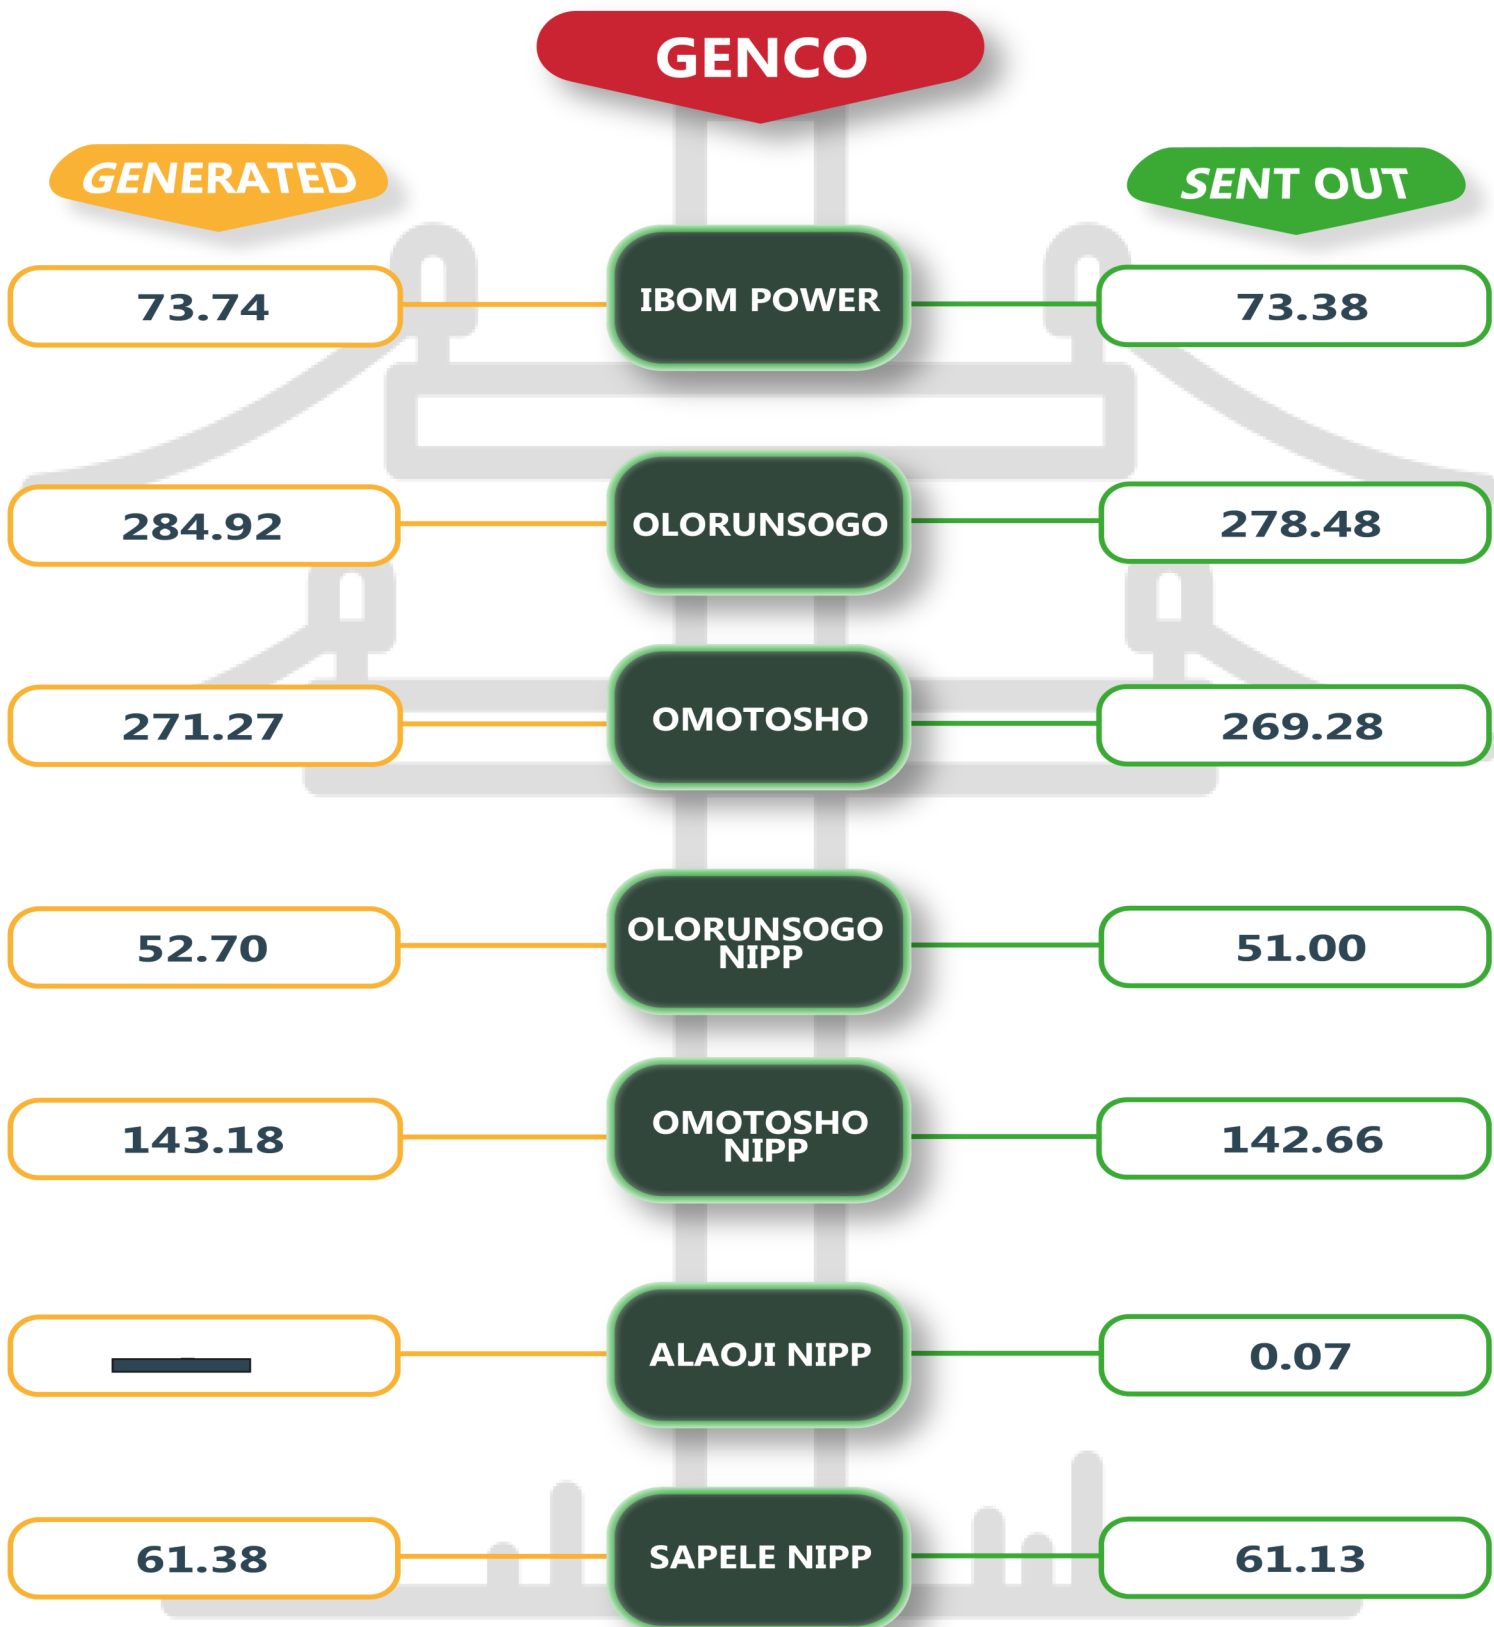 GENCO
GENERATED
SENT OUT
73.74
IBOM POWER
73.38
284.92
OLORUNSOGO
278.48
271.27
OMOTOSHO
269.28
52.70
OLORUNSOGO
NIPP
51.00
143.18
OMOTOSHO
NIPP
142.66
ALAOJI NIPP
0.07
61.38
SAPELE NIPP
61.13